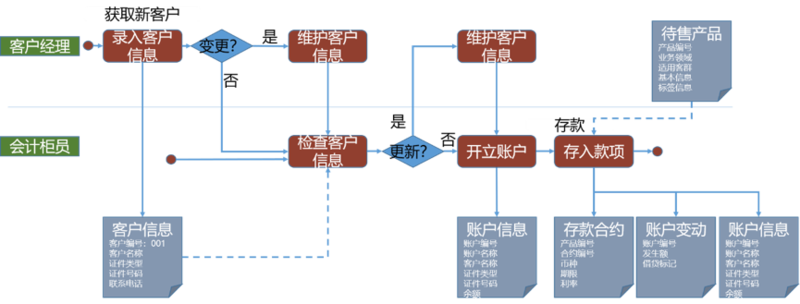 获取新客户
客户经理
录入客户
信息
变更?
是
维护客户
信息
维护客户
信息
待售产品
产品编号
业务领域
适用客群
基本信息
标签信息
否
会计柜员
检查客户
信息
更新?
是
否
开立账户
存款
存入款项
客户信息
客户编号：001
客户名称
证件类型
证件号码
联系电话
账户信息
账户编号
账户名称
客户名称
证件类型
证件号码
余额
存款合约
产品编号
合约编号
币种
期限
利率
账户变动
账户编号
发生额
借贷标记
账户信息
账户编号
账户名称
客户名称
证件类型
证件号码
余额